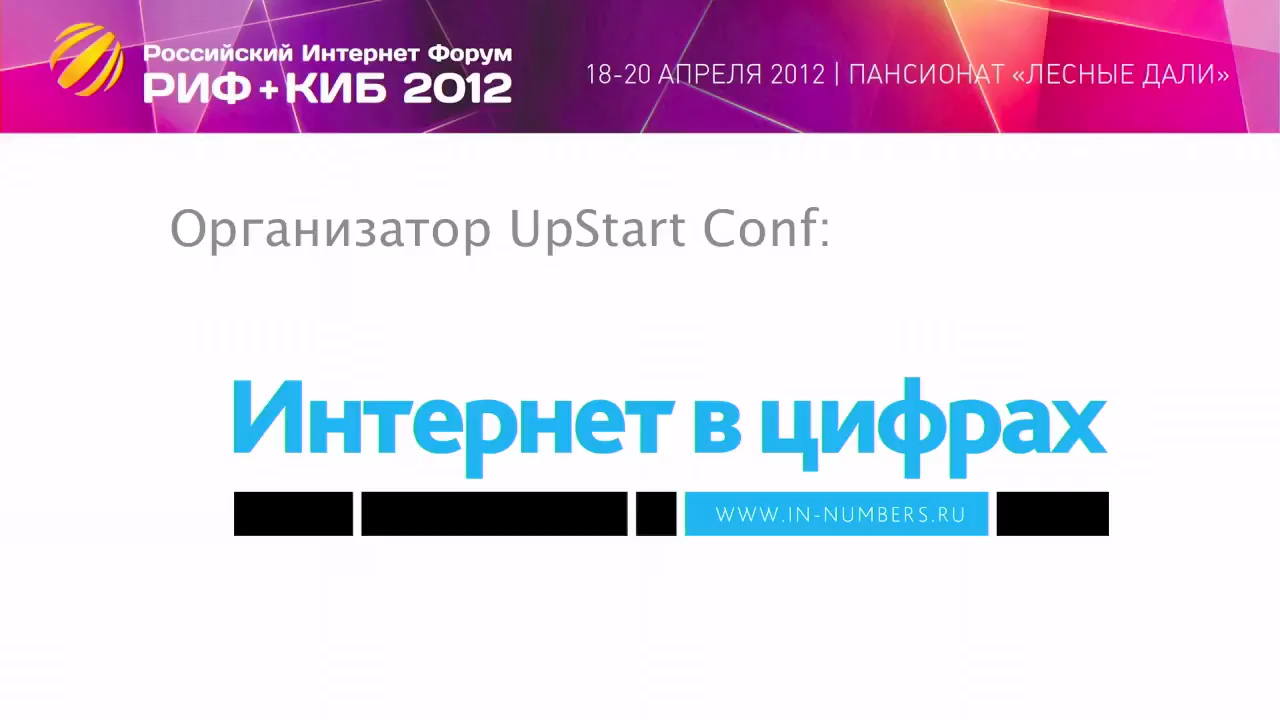 Российский Интернет Форум
РИФ+КИБ 2012
18-20 АПРЕЛЯ 2012 | ПАНСИОНАТ «ЛЕСНЫЕ ДАЛИ»
Организатор UpStart Conf:
Интернет в цифрах
WWW.IN-NUMBERS.RU